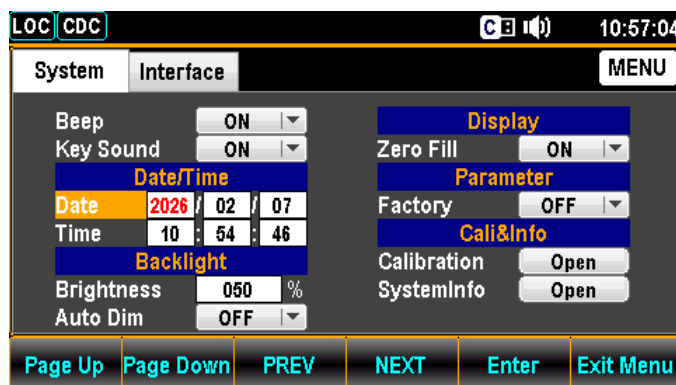 LOC CDC C 10:57:04
System Interface MENU
Beep ON
Key Sound ON
Date/Time
Date 2026 / 02 / 07
Time 10 : 54 : 46
Backlight
Brightness 050 %
Auto Dim OFF
Display
Zero Fill ON
Parameter
Factory OFF
Cali&Info
Calibration Open
SystemInfo Open
Page Up Page Down PREV NEXT Enter Exit Menu